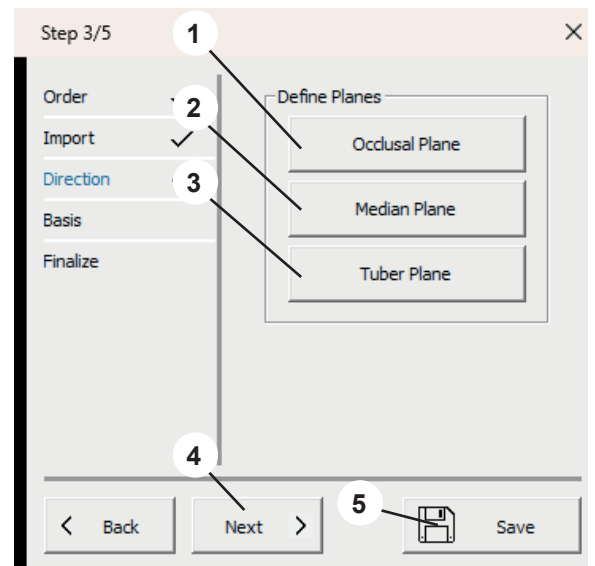 Step 3/5
1
Order
2
Import
Direction
3
Basis
Finalize
Define Planes
Occlusal Plane
Median Plane
Tuber Plane
4
5
Back
Next
Save